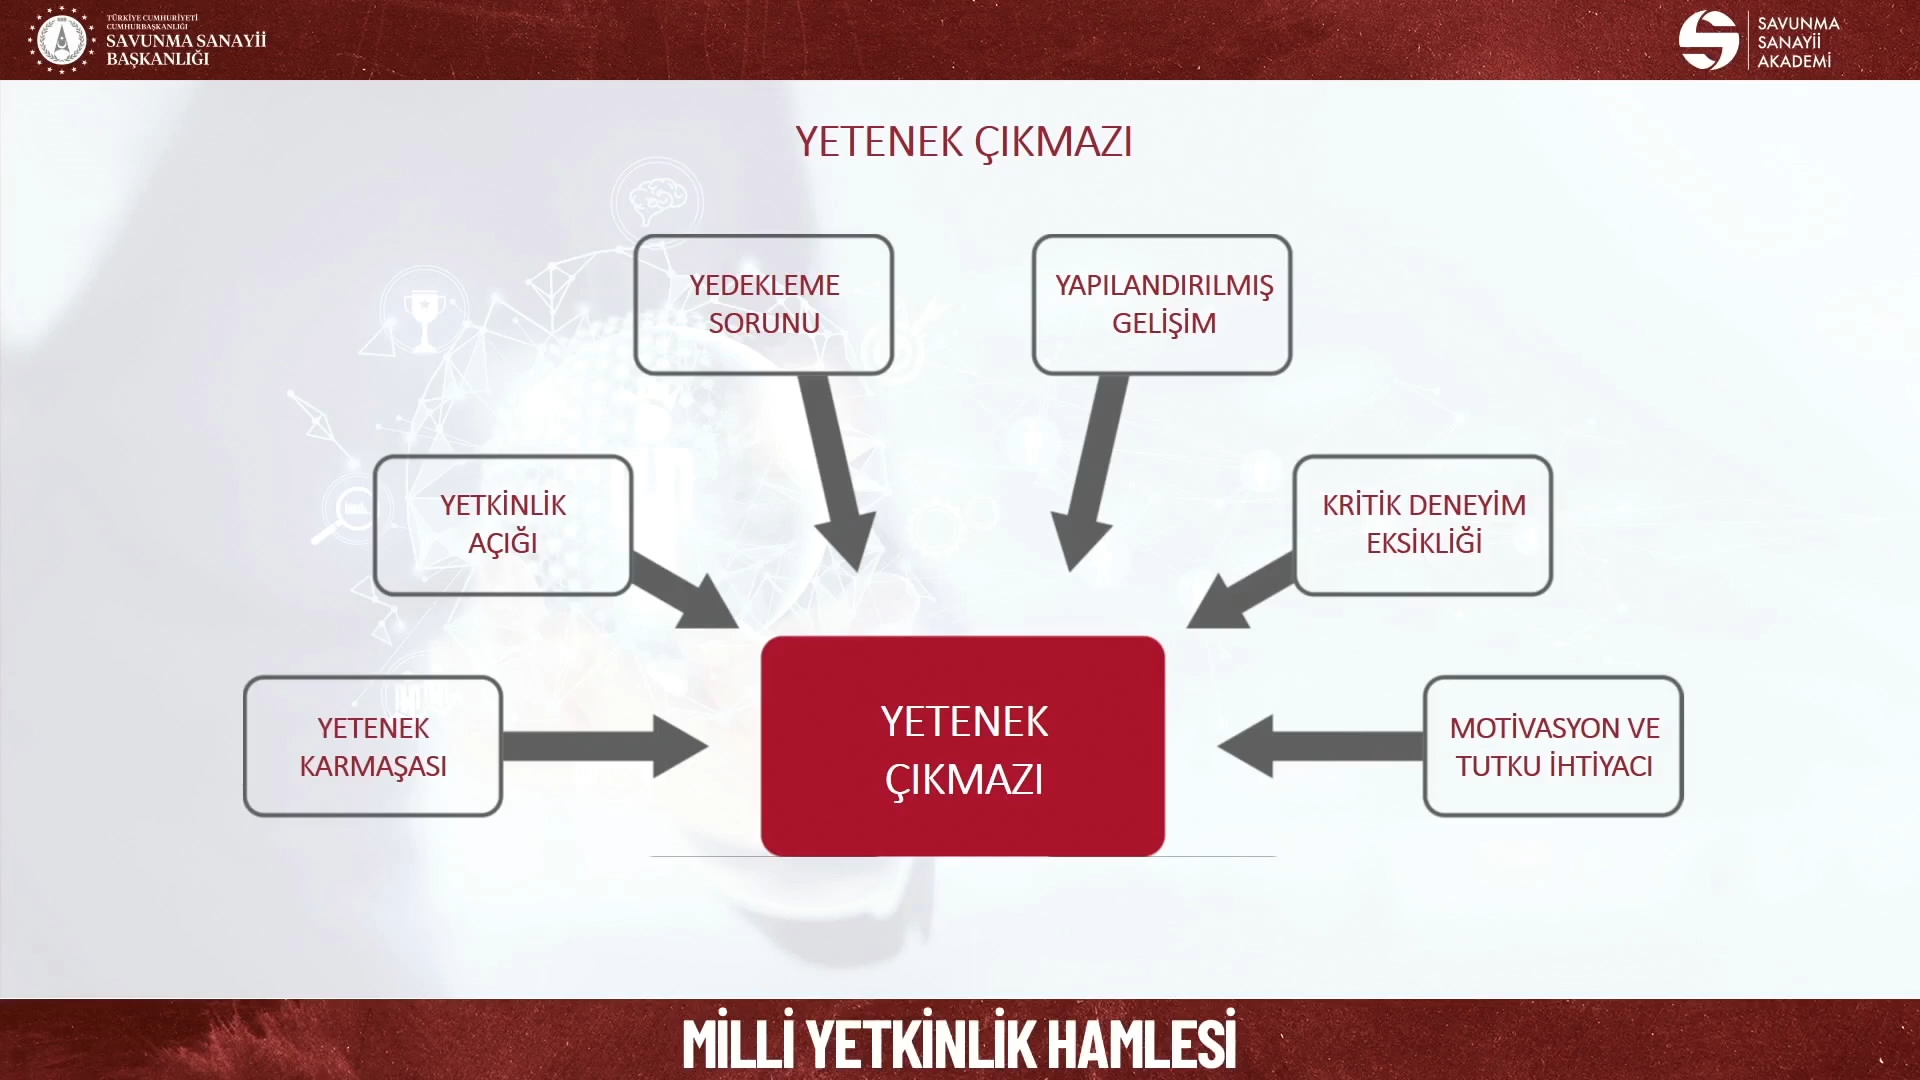 TÜRKİYE CUMHURİYETİ
CUMHURBAŞKANLIĞI
SAVUNMA SANAYİİ
BAŞKANLIĞI
SAVUNMA
SANAYİİ
AKADEMİ
YETENEK ÇIKMAZI
YEDEKLEME
SORUNU
YAPILANDIRILMIŞ
GELİŞİM
YETKİNLİK
AÇIĞI
KRİTİK DENEYİM
EKSİKLİĞİ
YETENEK
KARMAŞASI
YETENEK
ÇIKMAZI
MOTİVASYON VE
TUTKU İHTİYACI
MİLLİ YETKİNLİK HAMLESİ